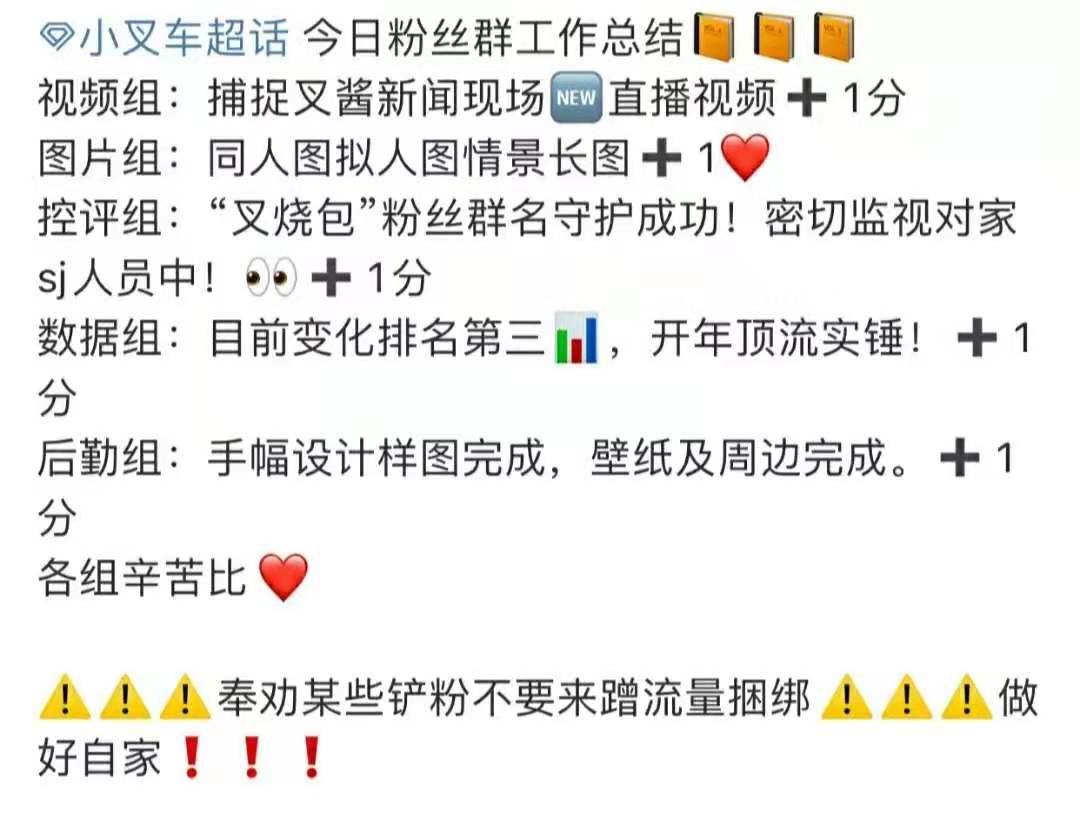 小叉车超话 今日粉丝群工作总结📔📔📔
视频组：捕捉叉酱新闻现场🆕直播视频➕1分
图片组：同人图拟人图情景长图➕1❤️
控评组：“叉烧包”粉丝群名守护成功！密切监视对家
sj人员中！👀➕1分
数据组：目前变化排名第三📊，开年顶流实锤！➕1
分
后勤组：手幅设计样图完成，壁纸及周边完成。➕1
分
各组辛苦比❤️
⚠️⚠️⚠️奉劝某些铲粉不要来蹭流量捆绑⚠️⚠️⚠️做
好自家❗❗❗